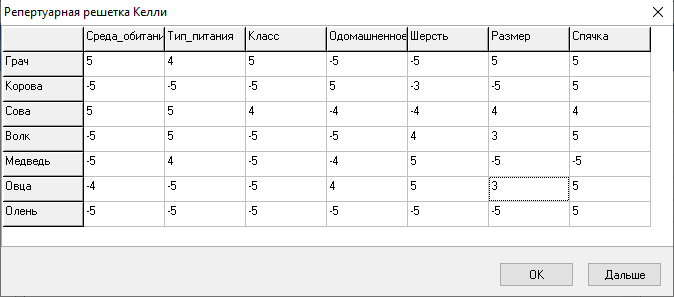 Репертуарная решетка Келли
Среда_обитани Тип_питания Класс Одомашненное Шерсть Размер Спячка
Грач 5 4 5 -5 -5 5 5
Корова -5 -5 -5 5 -3 -5 5
Сова 5 5 4 -4 -4 4 4
Волк -5 5 -5 -5 4 3 5
Медведь -5 4 -5 -4 5 -5 -5
Овца -4 -5 -5 4 5 3 5
Олень -5 -5 -5 -5 -5 -5 5
OK Дальше